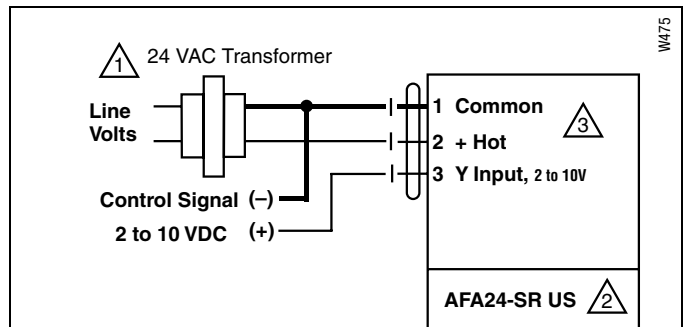 W475
1 24 VAC Transformer
Line
Volts
1 Common
2 + Hot
3 Y Input, 2 to 10V
3
Control Signal (–)
2 to 10 VDC (+)
AFA24-SR US 2